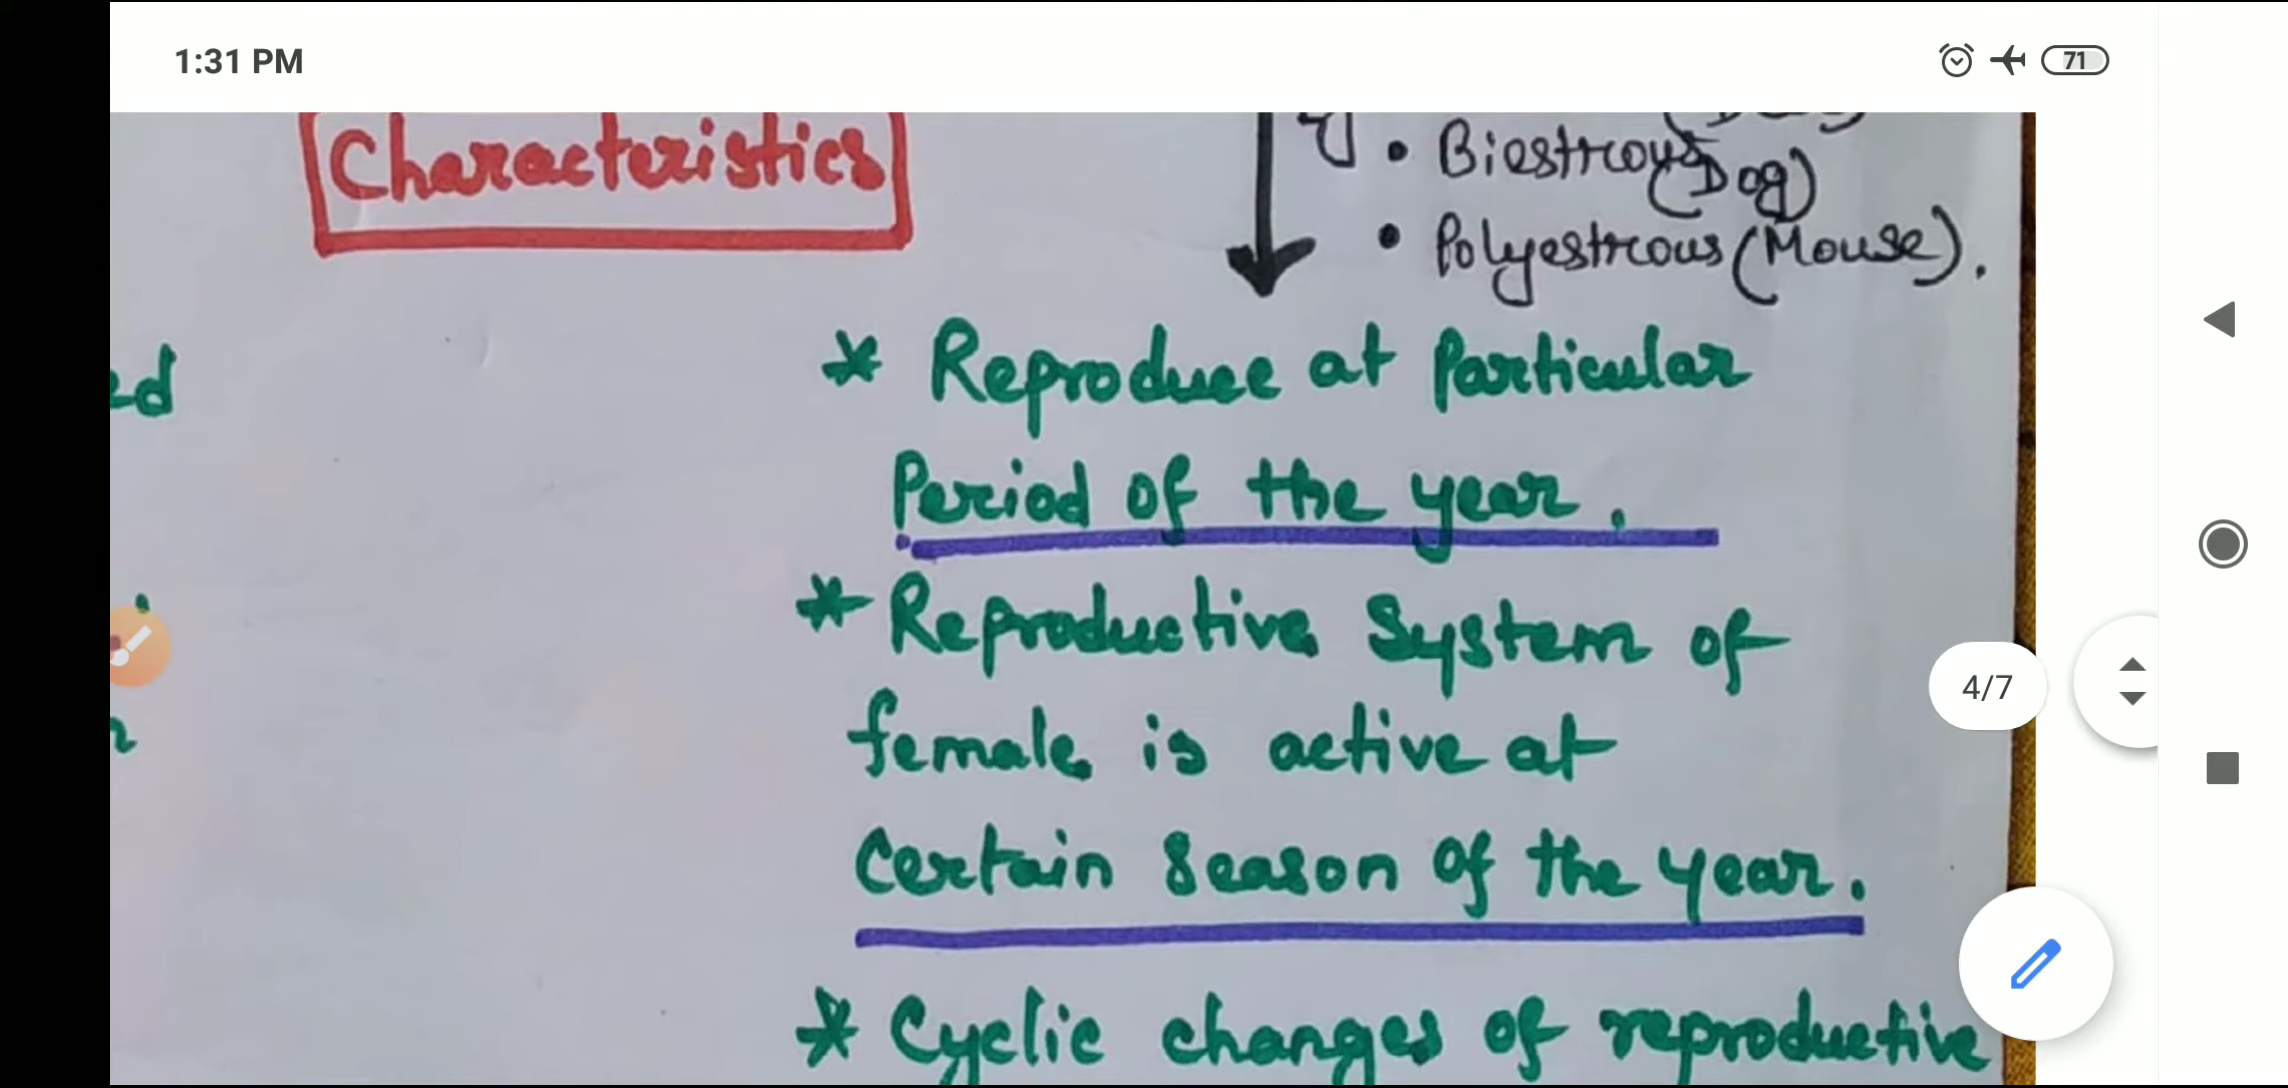 1:31 PM
71
Characteristics
• Biestrous
(Dog)
• Polyestrous (Mouse).
ed
* Reproduce at Particular
Period of the year.
* Reproductive System of
female is active at
Certain Season of the year.
4/7
* Cyclic changes of reproductive